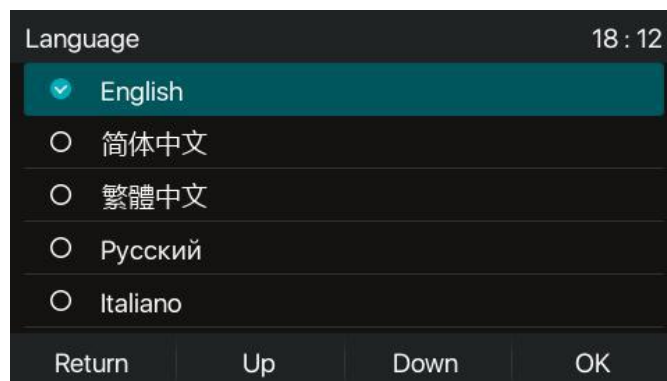 Language 18 : 12
English
简体中文
繁體中文
Русский
Italiano
Return Up Down OK